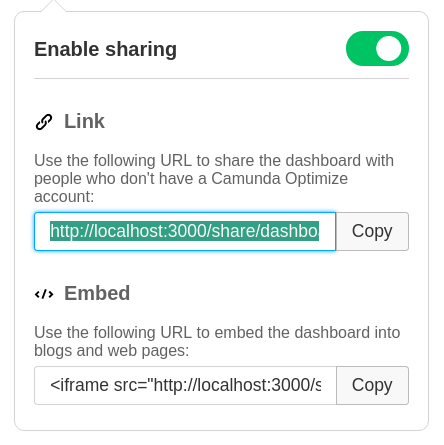 Enable sharing
Link
Use the following URL to share the dashboard with
people who don't have a Camunda Optimize
account:
http://localhost:3000/share/dashbo
Copy
Embed
Use the following URL to embed the dashboard into
blogs and web pages:
<iframe src="http://localhost:3000/s
Copy